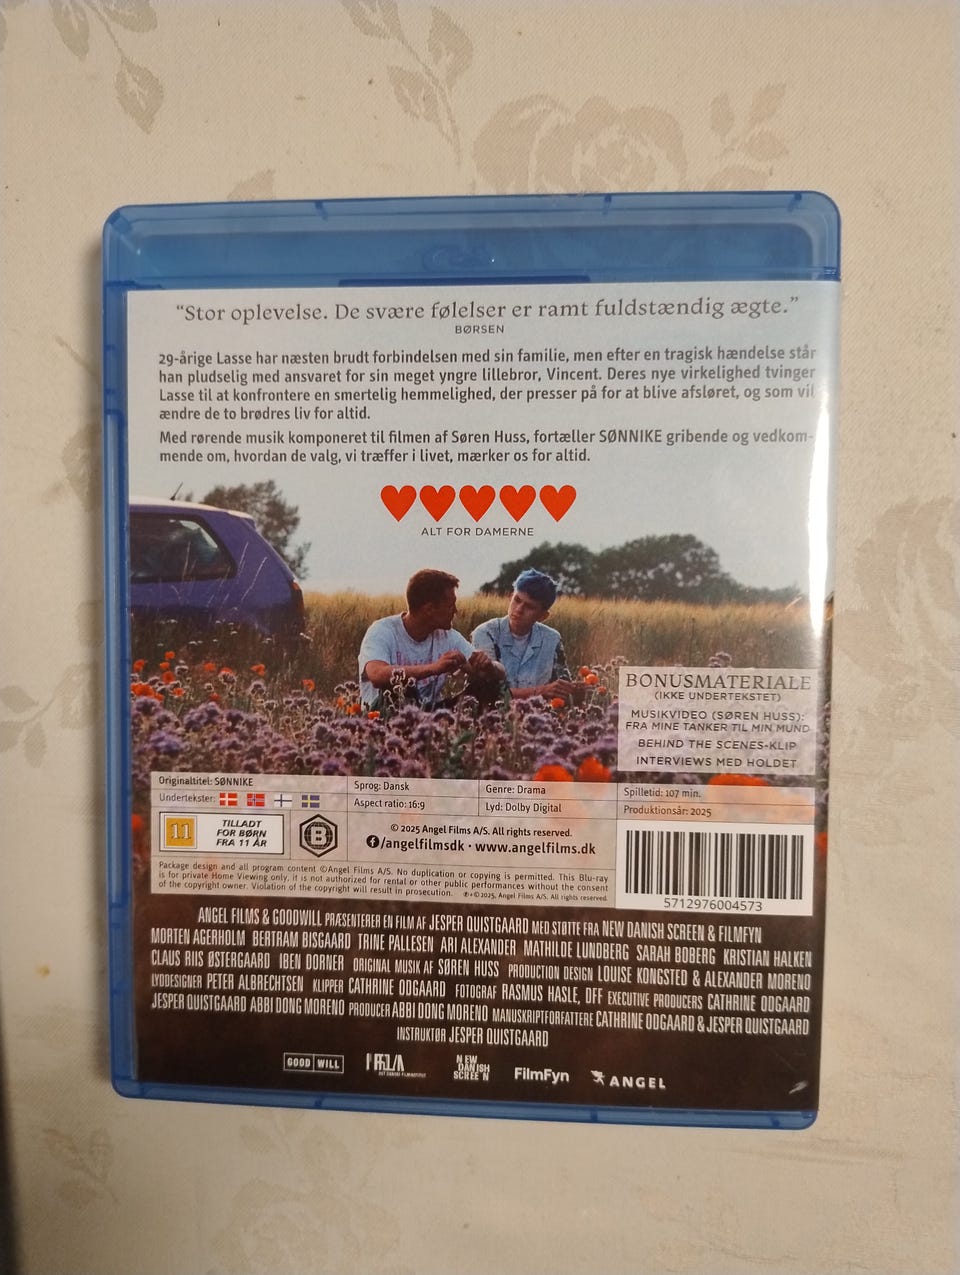 “Stor oplevelse. De svære følelser er ramt fuldstændig ægte.”
BØRSEN
29-årige Lasse har næsten brudt forbindelsen med sin familie, men efter en tragisk hændelse står
han pludselig med ansvaret for sin meget yngre lillebror, Vincent. Deres nye virkelighed tvinger
Lasse til at konfrontere en smertelig hemmelighed, der presser på for at blive afsløret, og som vil
ændre de to brødres liv for altid.
Med rørende musik komponeret til filmen af Søren Huss, fortæller SØNNIKE gribende og vedkom-
mende om, hvordan de valg, vi træffer i livet, mærker os for altid.
ALT FOR DAMERNE
BONUSMATERIALE
(IKKE UNDERTEKSTET)
MUSIKVIDEO (SØREN HUSS):
FRA MINE TANKER TIL MIN MUND
BEHIND THE SCENES-KLIP
INTERVIEWS MED HOLDET
Originaltitel: SØNNIKE
Undertekster:
Sprog: Dansk
Aspect ratio: 16:9
Genre: Drama
Lyd: Dolby Digital
Spilletid: 107 min.
Produktionsår: 2025
11
TILLADT
FOR BØRN
FRA 11 ÅR
B
© 2025 Angel Films A/S. All rights reserved.
/angelfilmsdk · www.angelfilms.dk
Package design and all program content ©Angel Films A/S. No duplication or copying is permitted. This Blu-ray
is for private Home Viewing only, it is not authorized for rental or other public performances without the consent
of the copyright owner. Violation of the copyright will result in prosecution. ℗+© 2025, Angel Films A/S. All rights reserved.
5712976004573
ANGEL FILMS & GOODWILL PRÆSENTERER EN FILM AF JESPER QUISTGAARD MED STØTTE FRA NEW DANISH SCREEN & FILMFYN
MORTEN AGERHOLM BERTRAM BISGAARD TRINE PALLESEN ARI ALEXANDER MATHILDE LUNDBERG SARAH BOBERG KRISTIAN HALKEN
CLAUS RIIS ØSTERGAARD IBEN DORNER ORIGINAL MUSIK AF SØREN HUSS PRODUCTION DESIGN LOUISE KONGSTED & ALEXANDER MORENO
LYDDESIGNER PETER ALBRECHTSEN KLIPPER CATHRINE ODGAARD FOTOGRAF RASMUS HASLE, DFF EXECUTIVE PRODUCERS CATHRINE ODGAARD
JESPER QUISTGAARD ABBI DONG MORENO PRODUCER ABBI DONG MORENO MANUSKRIPTFORFATTERE CATHRINE ODGAARD & JESPER QUISTGAARD
INSTRUKTØR JESPER QUISTGAARD
GOOD WILL
DET DANSKE FILMINSTITUT
NEW
DANISH
SCREEN
FilmFyn
ANGEL